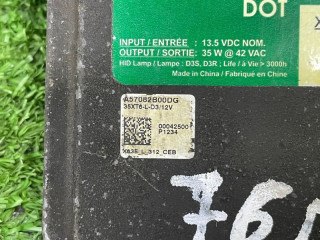 DOT
INPUT / ENTRÉE : 13.5 VDC NOM.
OUTPUT / SORTIE: 35 W @ 42 VAC
HID Lamp / Lampe : D3S, D3R ; Life / à Vie > 3000h
Made in China / Fabriqué en Chine
A57082B00DG
35XT6-L-D3/12V
00042500
P1234
X635_L_312_CEB